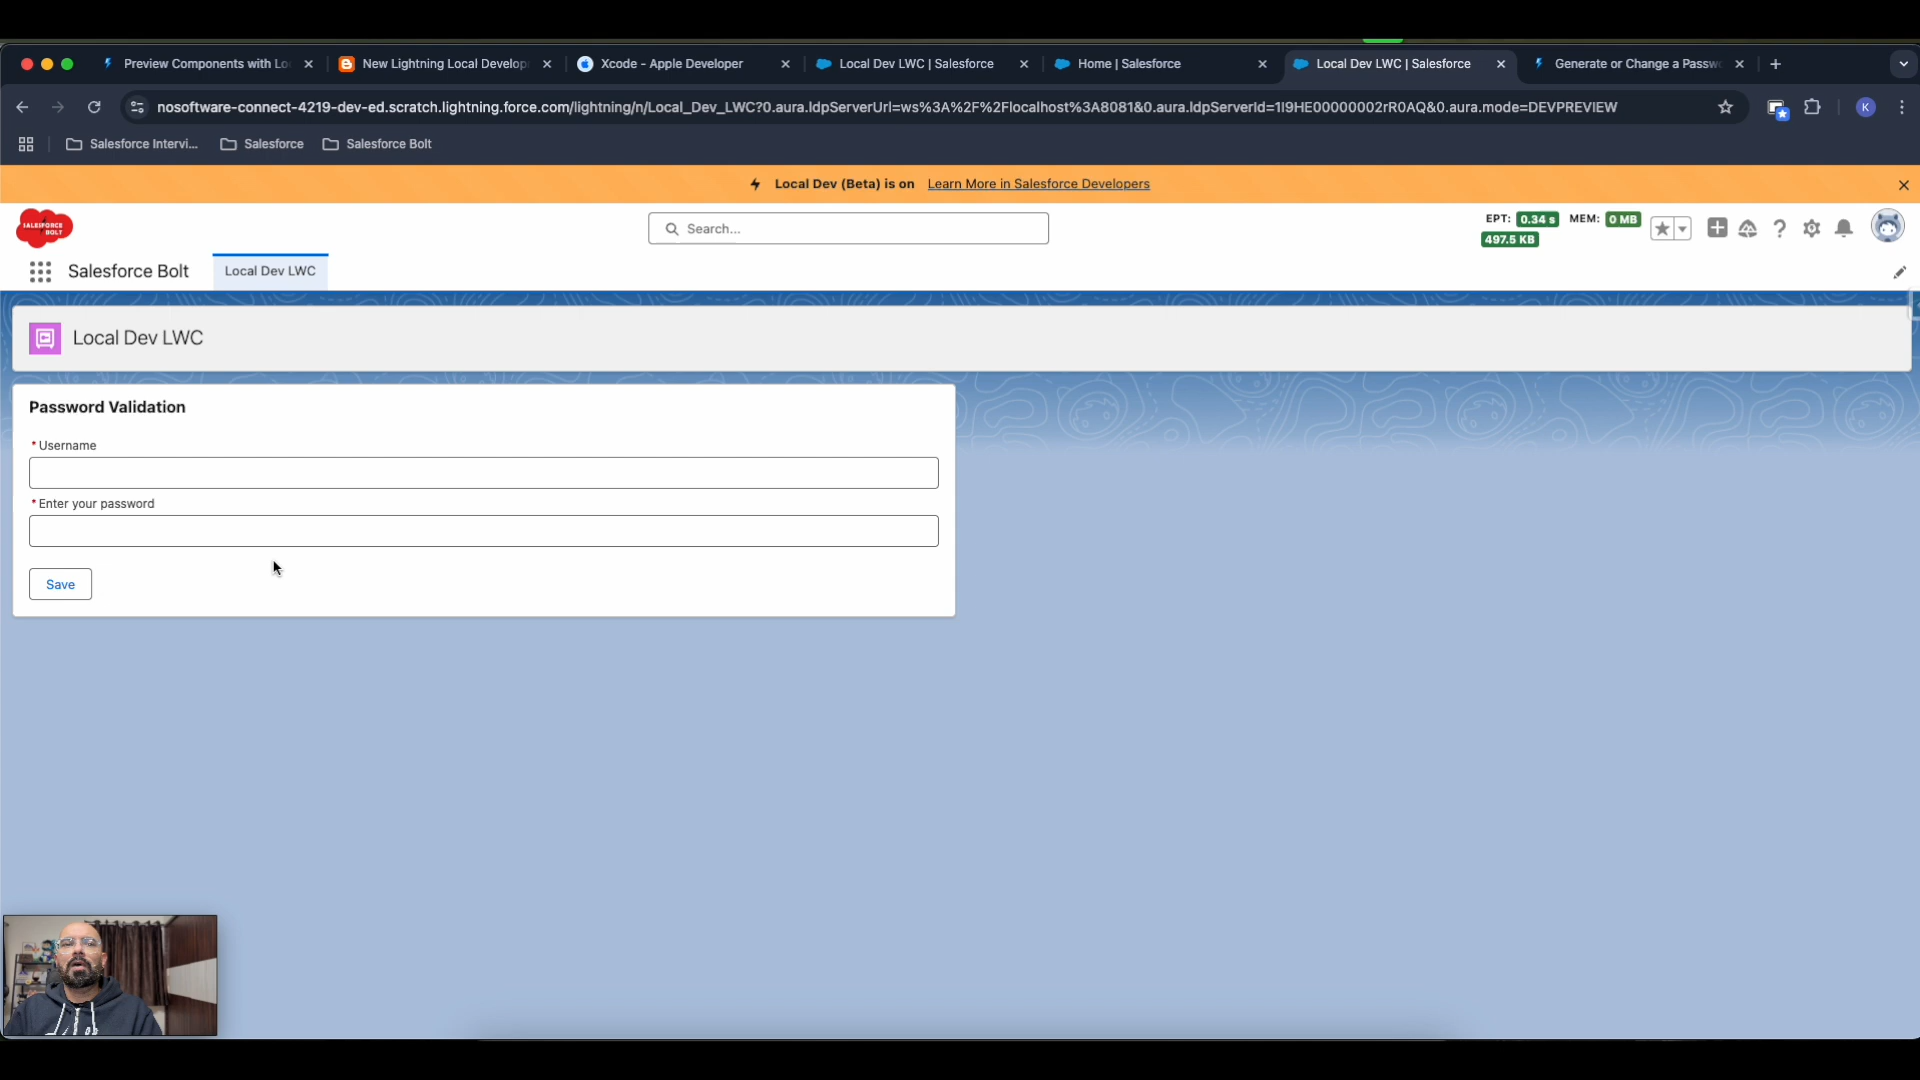 Preview Components with Lo
New Lightning Local Develop
Xcode - Apple Developer
Local Dev LWC | Salesforce
Home | Salesforce
Local Dev LWC | Salesforce
Generate or Change a Passw
nosoftware-connect-4219-dev-ed.scratch.lightning.force.com/lightning/n/Local_Dev_LWC?0.aura.ldpServerUrl=ws%3A%2F%2Flocalhost%3A8081&0.aura.ldpServerId=1I9HE00000002rR0AQ&0.aura.mode=DEVPREVIEW
K
Salesforce Intervi...
Salesforce
Salesforce Bolt
Local Dev (Beta) is on Learn More in Salesforce Developers
SALESFORCE
BOLT
Search...
EPT: 0.34 s MEM: 0 MB
497.5 KB
Salesforce Bolt
Local Dev LWC
Local Dev LWC
Password Validation
* Username
* Enter your password
Save